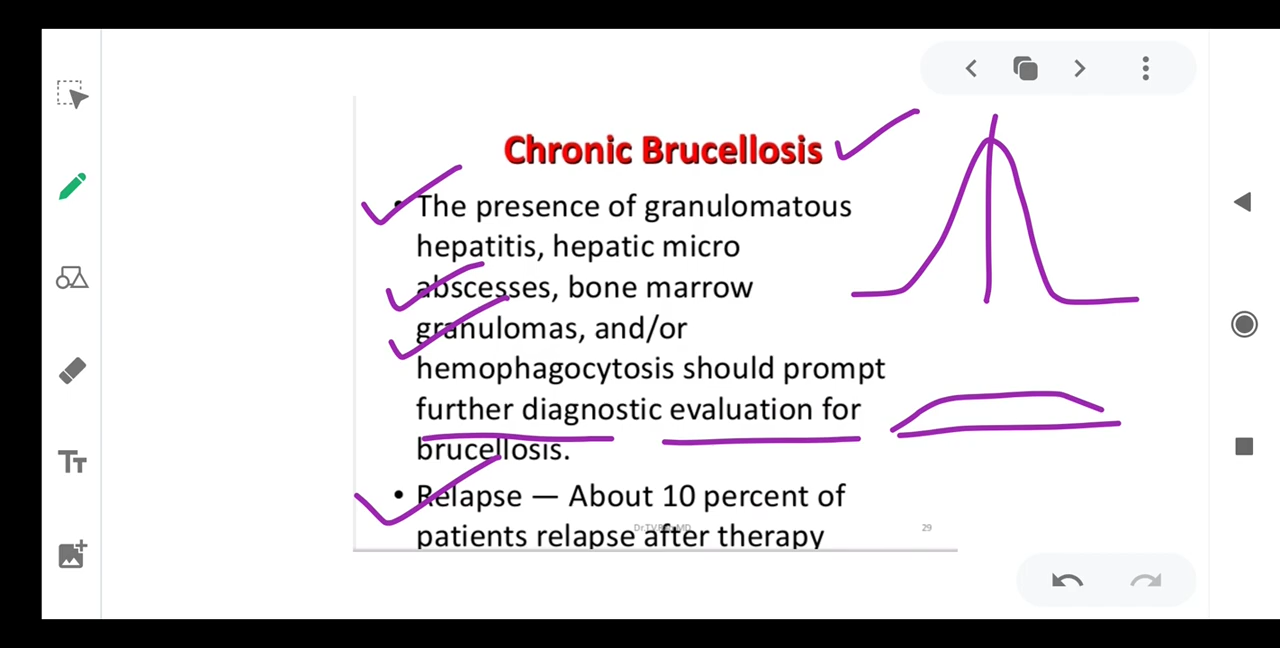 Chronic Brucellosis
• The presence of granulomatous
hepatitis, hepatic micro
abscesses, bone marrow
granulomas, and/or
hemophagocytosis should prompt
further diagnostic evaluation for
brucellosis.
• Relapse — About 10 percent of
patients relapse after therapy
29
Tт